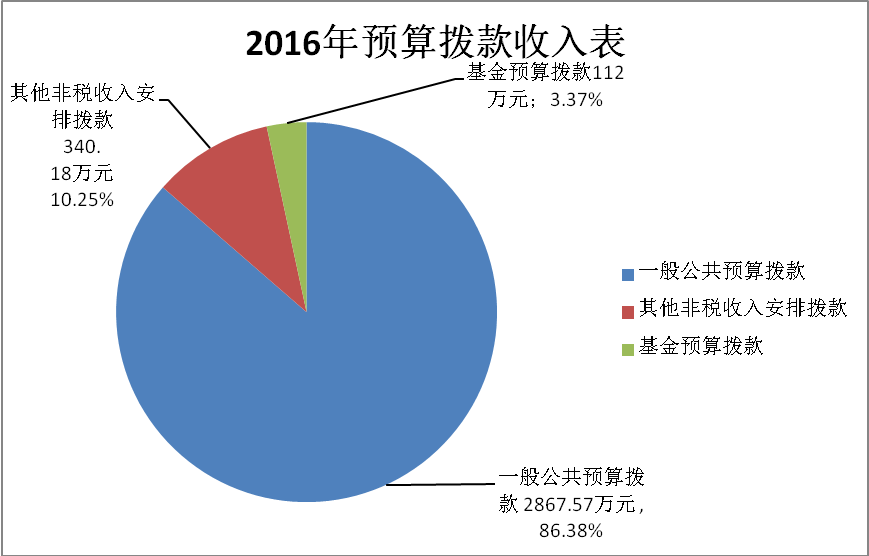 2016年预算拨款收入表
基金预算拨款112
万元；3.37%
其他非税收入安
排拨款
340.
18万元
10.25%
一般公共预算拨款
其他非税收入安排拨款
基金预算拨款
一般公共预算拨
款 2867.57万元,
86.38%